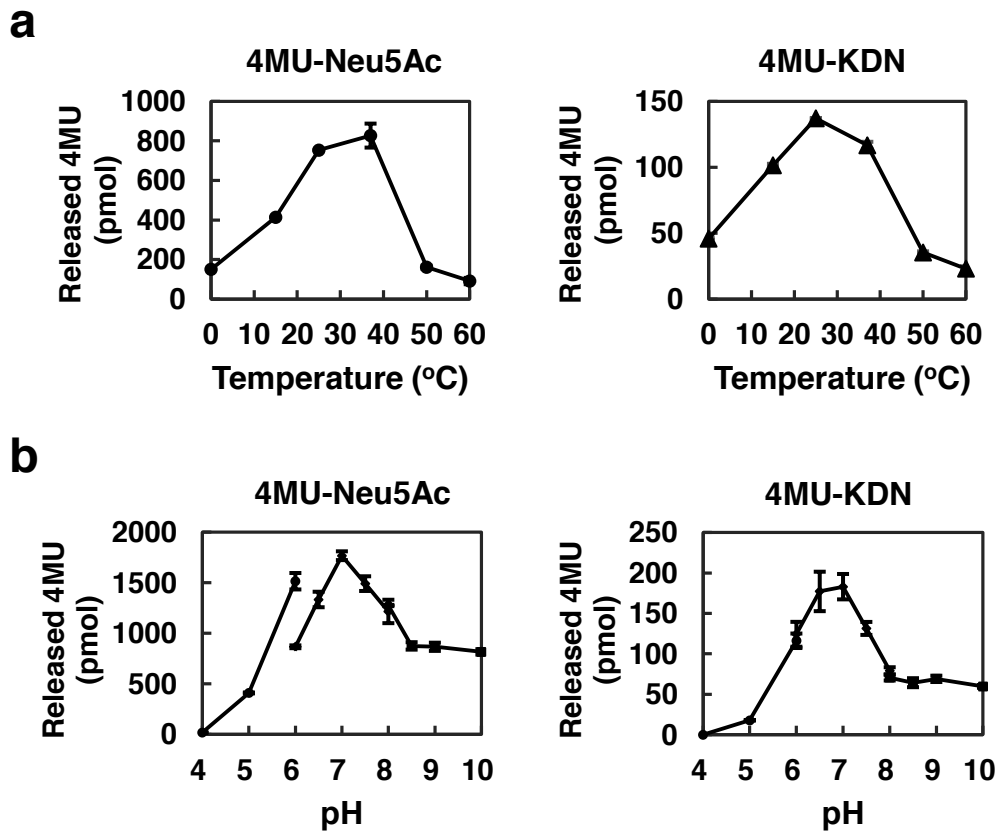 a
4MU-Neu5Ac
Released 4MU
(pmol)
1000
800
600
400
200
0
0 10 20 30 40 50 60
Temperature (ºC)
4MU-KDN
Released 4MU
(pmol)
150
100
50
0
0 10 20 30 40 50 60
Temperature (ºC)
b
4MU-Neu5Ac
Released 4MU
(pmol)
2000
1500
1000
500
0
4 5 6 7 8 9 10
pH
4MU-KDN
Released 4MU
(pmol)
250
200
150
100
50
0
4 5 6 7 8 9 10
pH